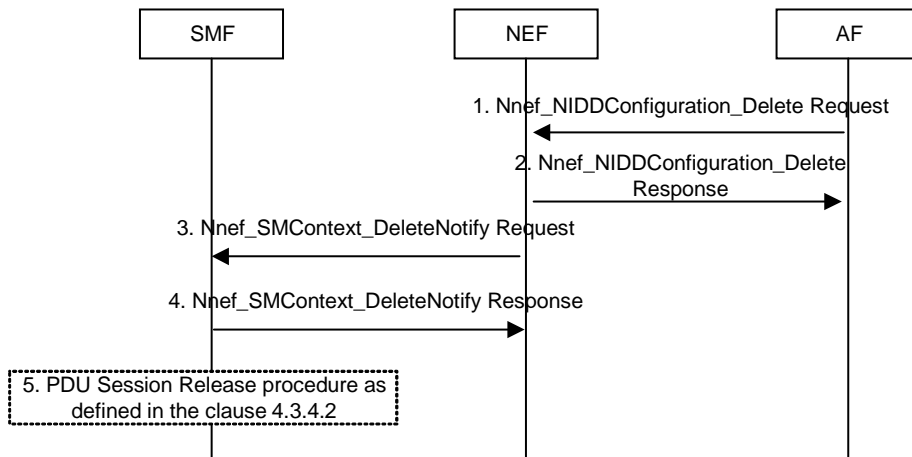 SMF
NEF
AF
1. Nnef_NIDDConfiguration_Delete Request
2. Nnef_NIDDConfiguration_Delete
Response
3. Nnef_SMContext_DeleteNotify Request
4. Nnef_SMContext_DeleteNotify Response
5. PDU Session Release procedure as
defined in the clause 4.3.4.2